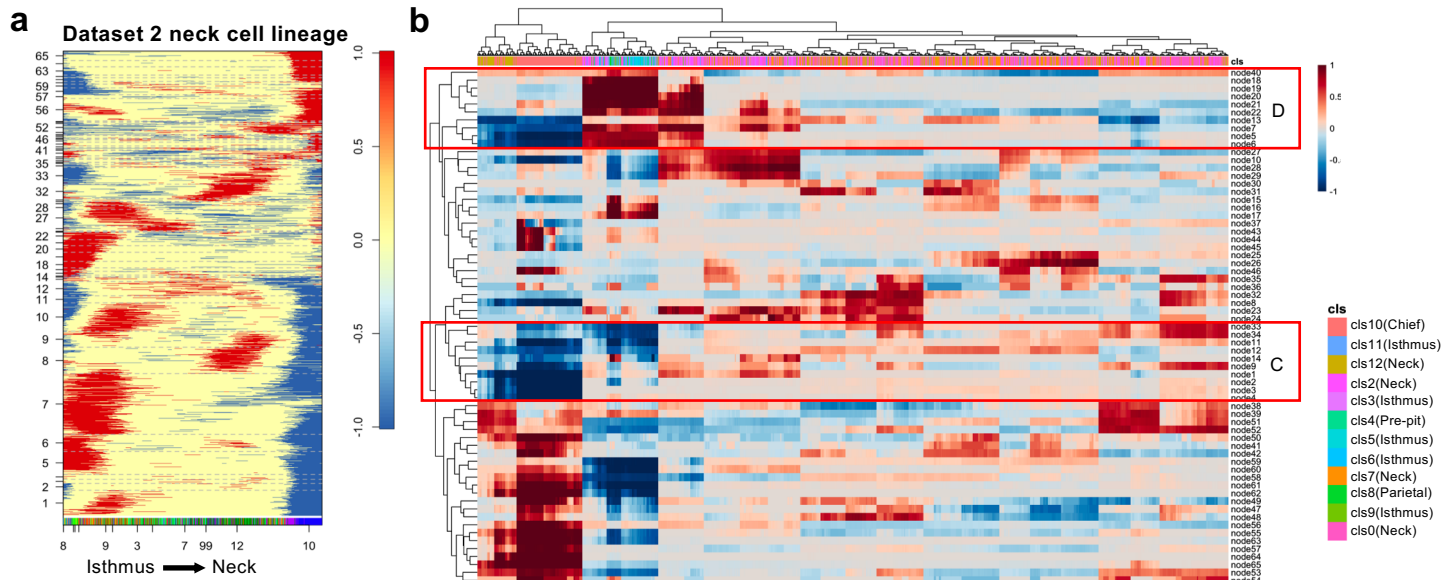 a
Dataset 2 neck cell lineage
65
63
59
57
52
46
41
35
32
28
27
22
20
18
14
12
11
10
9
8
7
6
5
2
1
1.0
0.5
0.0
-0.5
-1.0
8 9 3 7 99 12 10
Isthmus Neck
b
cls
node40
node18
node19
node20
node21
node22
node13
node7
node5
node6
node27
node10
node28
node29
node30
node31
node15
node16
node17
node37
node43
node44
node45
node25
node26
node46
node35
node36
node32
node8
node23
node24
node33
node34
node11
node12
node14
node9
node1
node2
node3
node4
node38
node39
node51
node52
node50
node41
node42
node59
node60
node58
node61
node62
node49
node47
node48
node56
node55
node63
node57
node64
node65
node53
D
C
1
0.5
0
-0.5
-1
cls
cls10(Chief)
cls11(Isthmus)
cls12(Neck)
cls2(Neck)
cls3(Isthmus)
cls4(Pre-pit)
cls5(Isthmus)
cls6(Isthmus)
cls7(Neck)
cls8(Parietal)
cls9(Isthmus)
cls0(Neck)